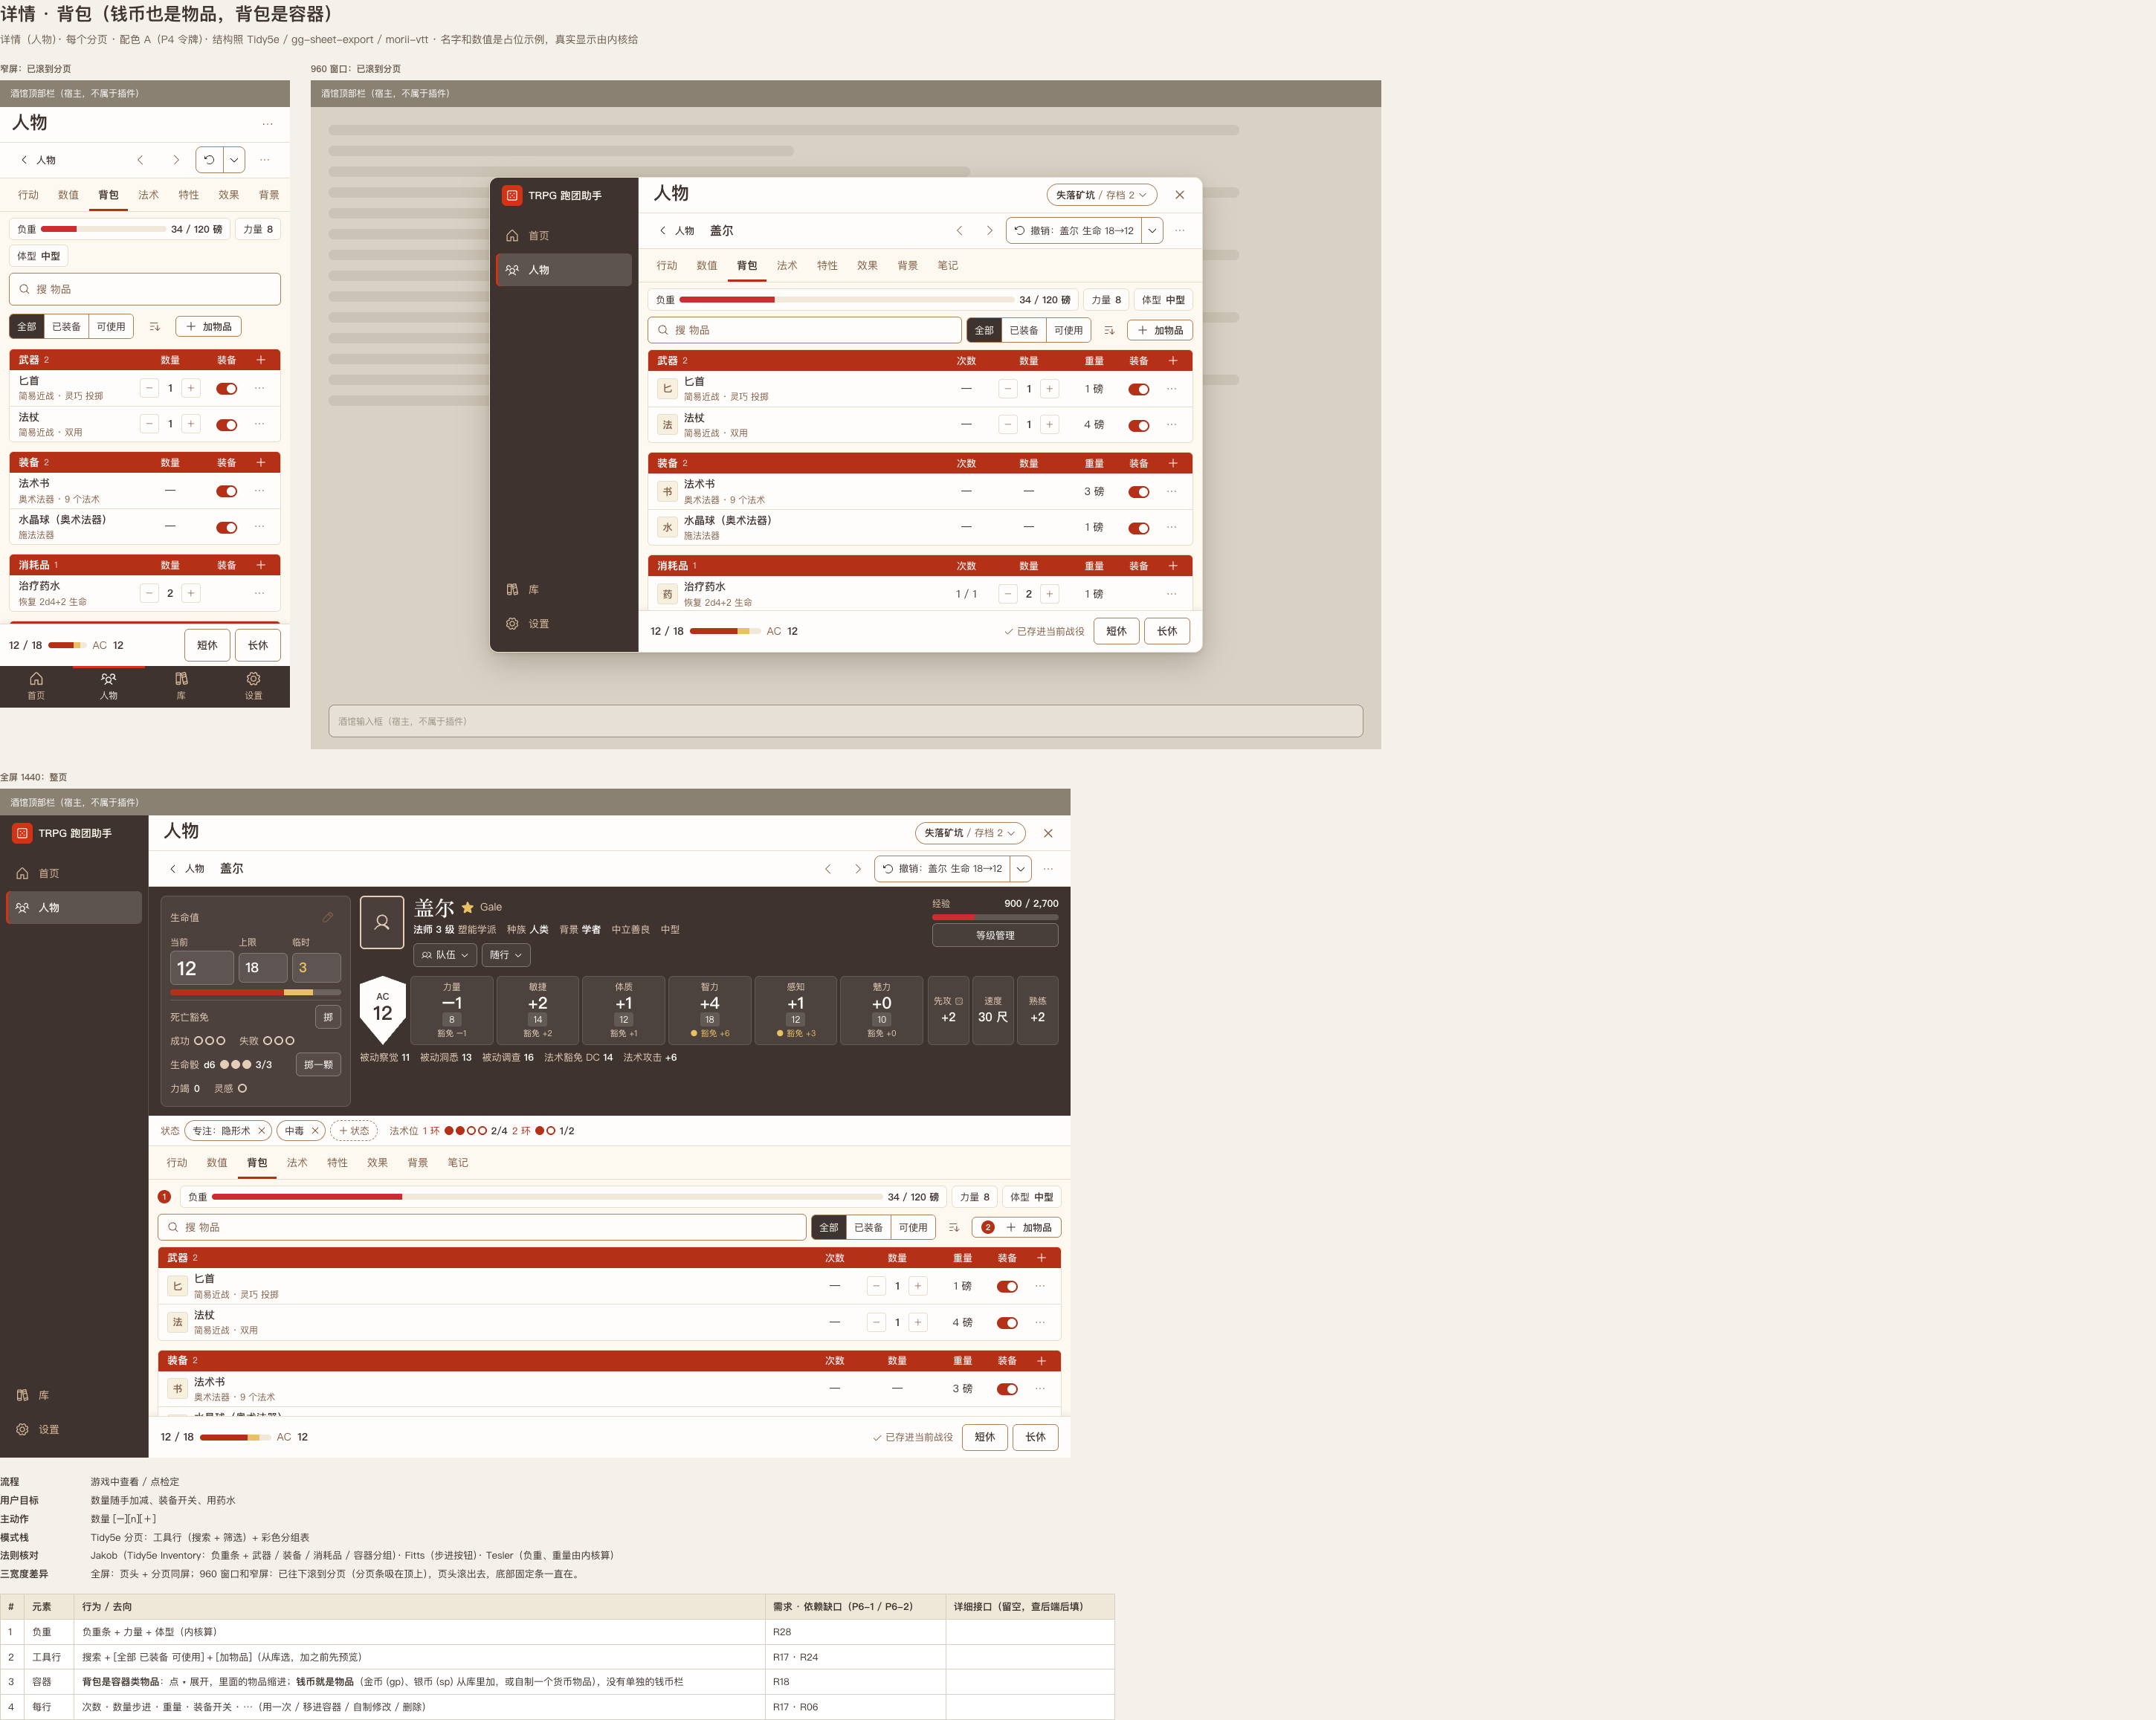 详情 · 背包（钱币也是物品，背包是容器）
详情（人物）· 每个分页 · 配色 A（P4 令牌）· 结构照 Tidy5e / gg-sheet-export / morii-vtt · 名字和数值是占位示例，真实显示由内核给
窄屏：已滚到分页
酒馆顶部栏（宿主，不属于插件）
人物 ···
人物 ···
行动 数值 背包 法术 特性 效果 背景
负重 34 / 120 磅 力量 8
体型 中型
搜 物品
全部 已装备 可使用 ＋ 加物品
武器 2 数量 装备 ＋
匕首 − 1 + ···
简易近战 · 灵巧 投掷
法杖 − 1 + ···
简易近战 · 双用
装备 2 数量 装备 ＋
法术书 — ···
奥术法器 · 9 个法术
水晶球（奥术法器） — ···
施法法器
消耗品 1 数量 装备 ＋
治疗药水 − 2 + ···
恢复 2d4+2 生命
12 / 18 AC 12 短休 长休
首页 人物 库 设置
960 窗口：已滚到分页
酒馆顶部栏（宿主，不属于插件）
TRPG 跑团助手
首页
人物
库
设置
人物 失落矿坑 / 存档 2
人物 盖尔 撤销：盖尔 生命 18→12 ···
行动 数值 背包 法术 特性 效果 背景 笔记
负重 34 / 120 磅 力量 8 体型 中型
搜 物品 全部 已装备 可使用 ＋ 加物品
武器 2 次数 数量 重量 装备 ＋
匕 匕首 — − 1 + 1 磅 ···
简易近战 · 灵巧 投掷
法 法杖 — − 1 + 4 磅 ···
简易近战 · 双用
装备 2 次数 数量 重量 装备 ＋
书 法术书 — — 3 磅 ···
奥术法器 · 9 个法术
水 水晶球（奥术法器） — — 1 磅 ···
施法法器
消耗品 1 次数 数量 重量 装备 ＋
药 治疗药水 1 / 1 − 2 + 1 磅 ···
恢复 2d4+2 生命
12 / 18 AC 12 已存进当前战役 短休 长休
酒馆输入框（宿主，不属于插件）
全屏 1440：整页
酒馆顶部栏（宿主，不属于插件）
TRPG 跑团助手
首页
人物
库
设置
人物 失落矿坑 / 存档 2
人物 盖尔 撤销：盖尔 生命 18→12 ···
生命值
当前 上限 临时
12 18 3
死亡豁免 掷
成功 失败
生命骰 d6 3/3 掷一颗
力竭 0 灵感
盖尔 Gale
法师 3 级 塑能学派 种族 人类 背景 学者 中立善良 中型
队伍 随行
经验 900 / 2,700
等级管理
AC 12
力量 −1 8 豁免 −1
敏捷 +2 14 豁免 +2
体质 +1 12 豁免 +1
智力 +4 18 豁免 +6
感知 +1 12 豁免 +3
魅力 +0 10 豁免 +0
先攻 +2
速度 30 尺
熟练 +2
被动察觉 11 被动洞悉 13 被动调查 16 法术豁免 DC 14 法术攻击 +6
状态 专注：隐形术 中毒 ＋状态 法术位 1 环 2/4 2 环 1/2
行动 数值 背包 法术 特性 效果 背景 笔记
1 负重 34 / 120 磅 力量 8 体型 中型
搜 物品 全部 已装备 可使用 2 ＋ 加物品
武器 2 次数 数量 重量 装备 ＋
匕 匕首 — − 1 + 1 磅 ···
简易近战 · 灵巧 投掷
法 法杖 — − 1 + 4 磅 ···
简易近战 · 双用
装备 2 次数 数量 重量 装备 ＋
书 法术书 — — 3 磅 ···
奥术法器 · 9 个法术
12 / 18 AC 12 已存进当前战役 短休 长休
流程 游戏中查看 / 点检定
用户目标 数量随手加减、装备开关、用药水
主动作 数量 [−][n][＋]
模式栈 Tidy5e 分页：工具行（搜索 + 筛选）+ 彩色分组表
法则核对 Jakob（Tidy5e Inventory：负重条 + 武器 / 装备 / 消耗品 / 容器分组）· Fitts（步进按钮）· Tesler（负重、重量由内核算）
三宽度差异 全屏：页头 + 分页同屏；960 窗口和窄屏：已往下滚到分页（分页条吸在顶上），页头滚出去，底部固定条一直在。
# 元素 行为 / 去向 需求 · 依赖缺口（P6-1 / P6-2） 详细接口（留空，查后端后填）
1 负重 负重条 + 力量 + 体型（内核算） R28
2 工具行 搜索 + [全部 已装备 可使用] + [加物品]（从库选，加之前先预览） R17 · R24
3 容器 背包是容器类物品：点 ▸ 展开，里面的物品缩进；钱币就是物品（金币 (gp)、银币 (sp) 从库里加，或自制一个货币物品），没有单独的钱币栏 R18
4 每行 次数 · 数量步进 · 重量 · 装备开关 · ···（用一次 / 移进容器 / 自制修改 / 删除） R17 · R06